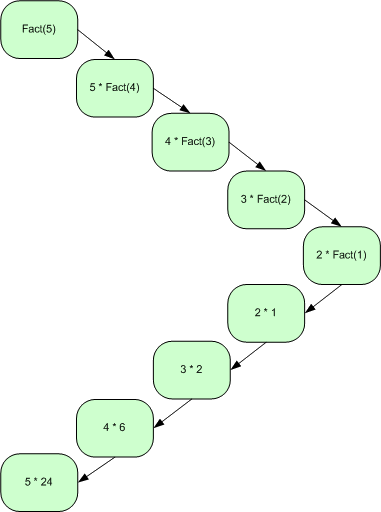 Fact(5)
5 * Fact(4)
4 * Fact(3)
3 * Fact(2)
2 * Fact(1)
2 * 1
3 * 2
4 * 6
5 * 24